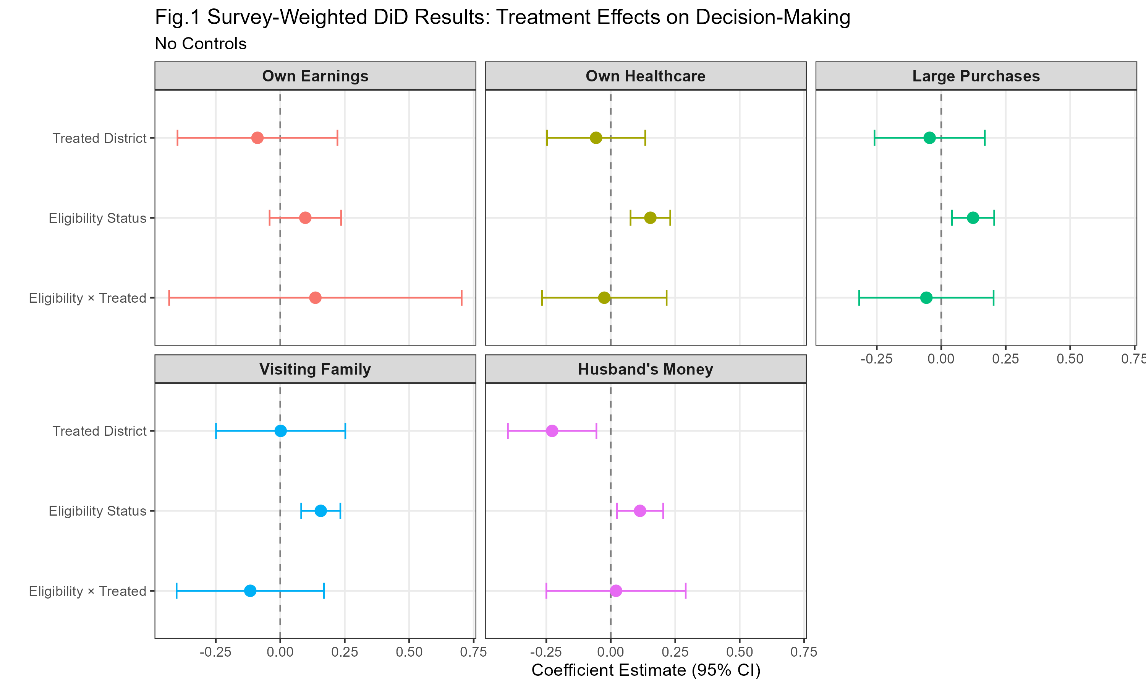 Fig.1 Survey-Weighted DiD Results: Treatment Effects on Decision-Making
No Controls
Own Earnings
Own Healthcare
Large Purchases
Treated District
Eligibility Status
Eligibility × Treated
-0.25 0.00 0.25 0.50 0.75
Visiting Family
Husband's Money
Treated District
Eligibility Status
Eligibility × Treated
-0.25 0.00 0.25 0.50 0.75
-0.25 0.00 0.25 0.50 0.75
Coefficient Estimate (95% CI)